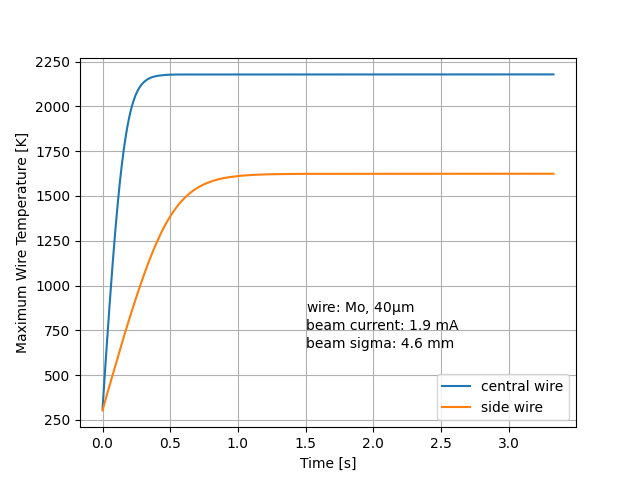 2250
2000
1750
1500
1250
1000
750
500
250
Maximum Wire Temperature [K]
wire: Mo, 40μm
beam current: 1.9 mA
beam sigma: 4.6 mm
central wire
side wire
0.0 0.5 1.0 1.5 2.0 2.5 3.0
Time [s]